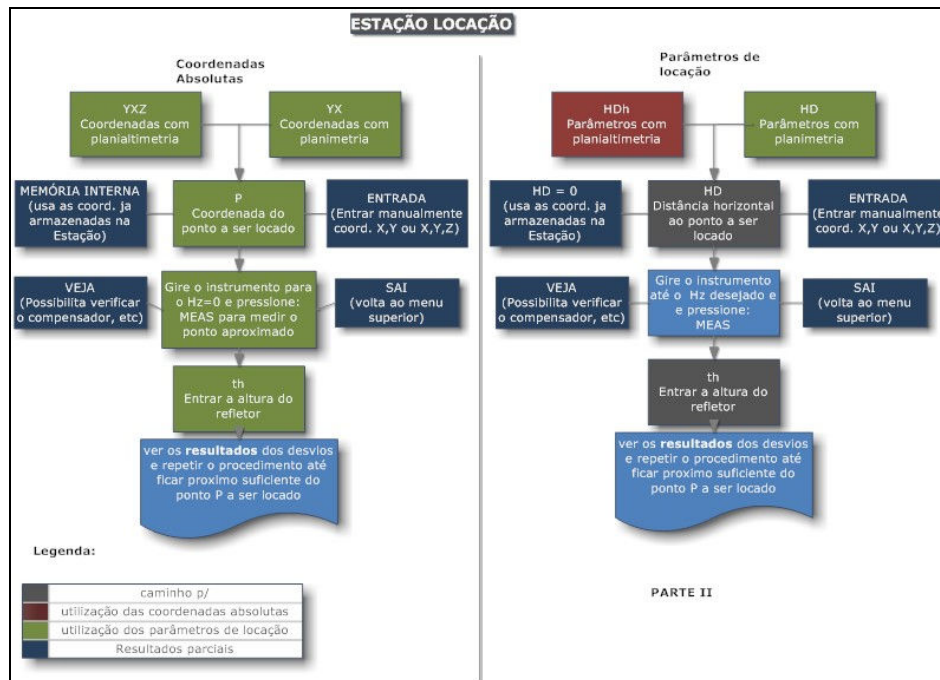 ESTAÇÃO LOCAÇÃO
Coordenadas
Absolutas
YXZ
Coordenadas com
planialtimetria
YX
Coordenadas com
planimetria
MEMÓRIA INTERNA
(usa as coord. ja
armazenadas na
Estação)
P
Coordenada do
ponto a ser locado
ENTRADA
(Entrar manualmente
coord. X,Y ou X,Y,Z)
VEJA
(Possibilita verificar
o compensador, etc)
Gire o instrumento para
o Hz=0 e pressione:
MEAS para medir o
ponto aproximado
SAI
(volta ao menu
superior)
th
Entrar a altura do
refletor
ver os resultados dos desvios
e repetir o procedimento até
ficar proximo suficiente do
ponto P a ser locado
Parâmetros de
locação
HDh
Parâmetros com
planialtimetria
HD
Parâmetros com
planimetria
HD = 0
(usa as coord. ja
armazenadas na
Estação)
HD
Distância horizontal
ao ponto a ser
locado
ENTRADA
(Entrar manualmente
coord. X,Y ou X,Y,Z)
VEJA
(Possibilita verificar
o compensador, etc)
Gire o instrumento
até o Hz desejado e
e pressione:
MEAS
SAI
(volta ao menu
superior)
th
Entrar a altura do
refletor
ver os resultados dos desvios
e repetir o procedimento até
ficar proximo suficiente do
ponto P a ser locado
Legenda:
caminho p/
utilização das coordenadas absolutas
utilização dos parâmetros de locação
Resultados parciais
PARTE II